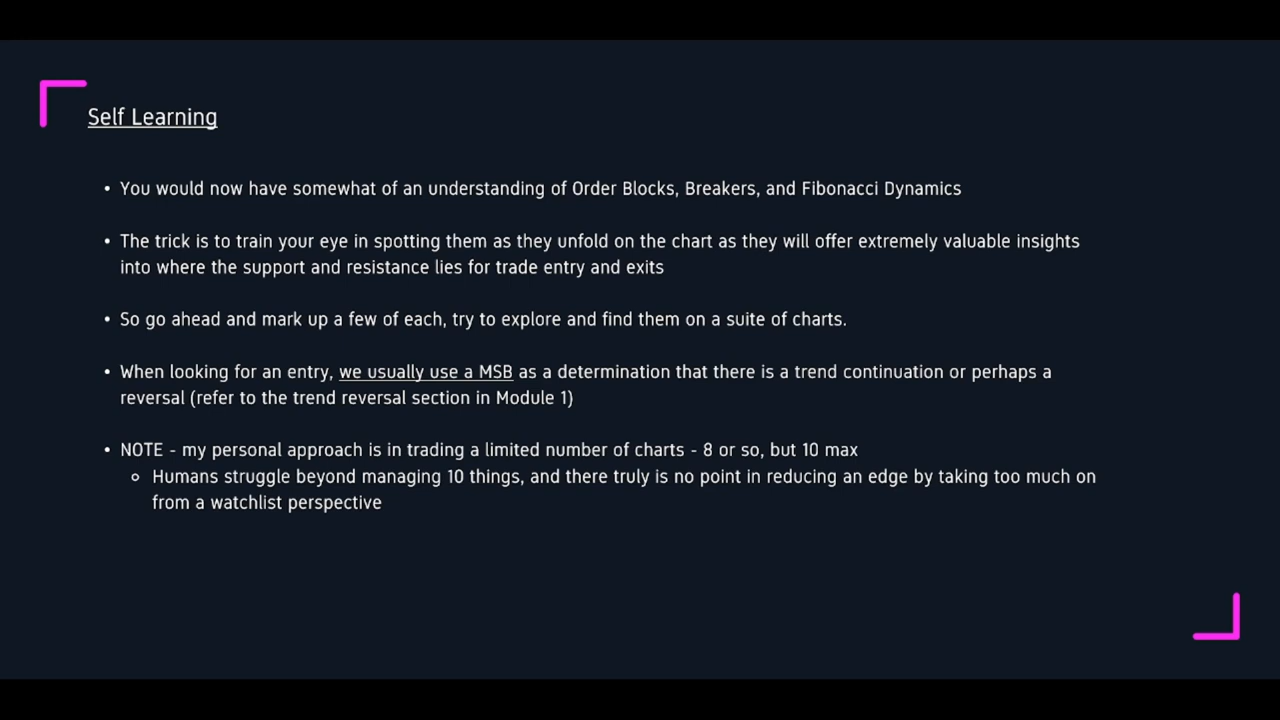 Self Learning
• You would now have somewhat of an understanding of Order Blocks, Breakers, and Fibonacci Dynamics
• The trick is to train your eye in spotting them as they unfold on the chart as they will offer extremely valuable insights
into where the support and resistance lies for trade entry and exits
• So go ahead and mark up a few of each, try to explore and find them on a suite of charts.
• When looking for an entry, we usually use a MSB as a determination that there is a trend continuation or perhaps a
reversal (refer to the trend reversal section in Module 1)
• NOTE - my personal approach is in trading a limited number of charts - 8 or so, but 10 max
⚬ Humans struggle beyond managing 10 things, and there truly is no point in reducing an edge by taking too much on
from a watchlist perspective